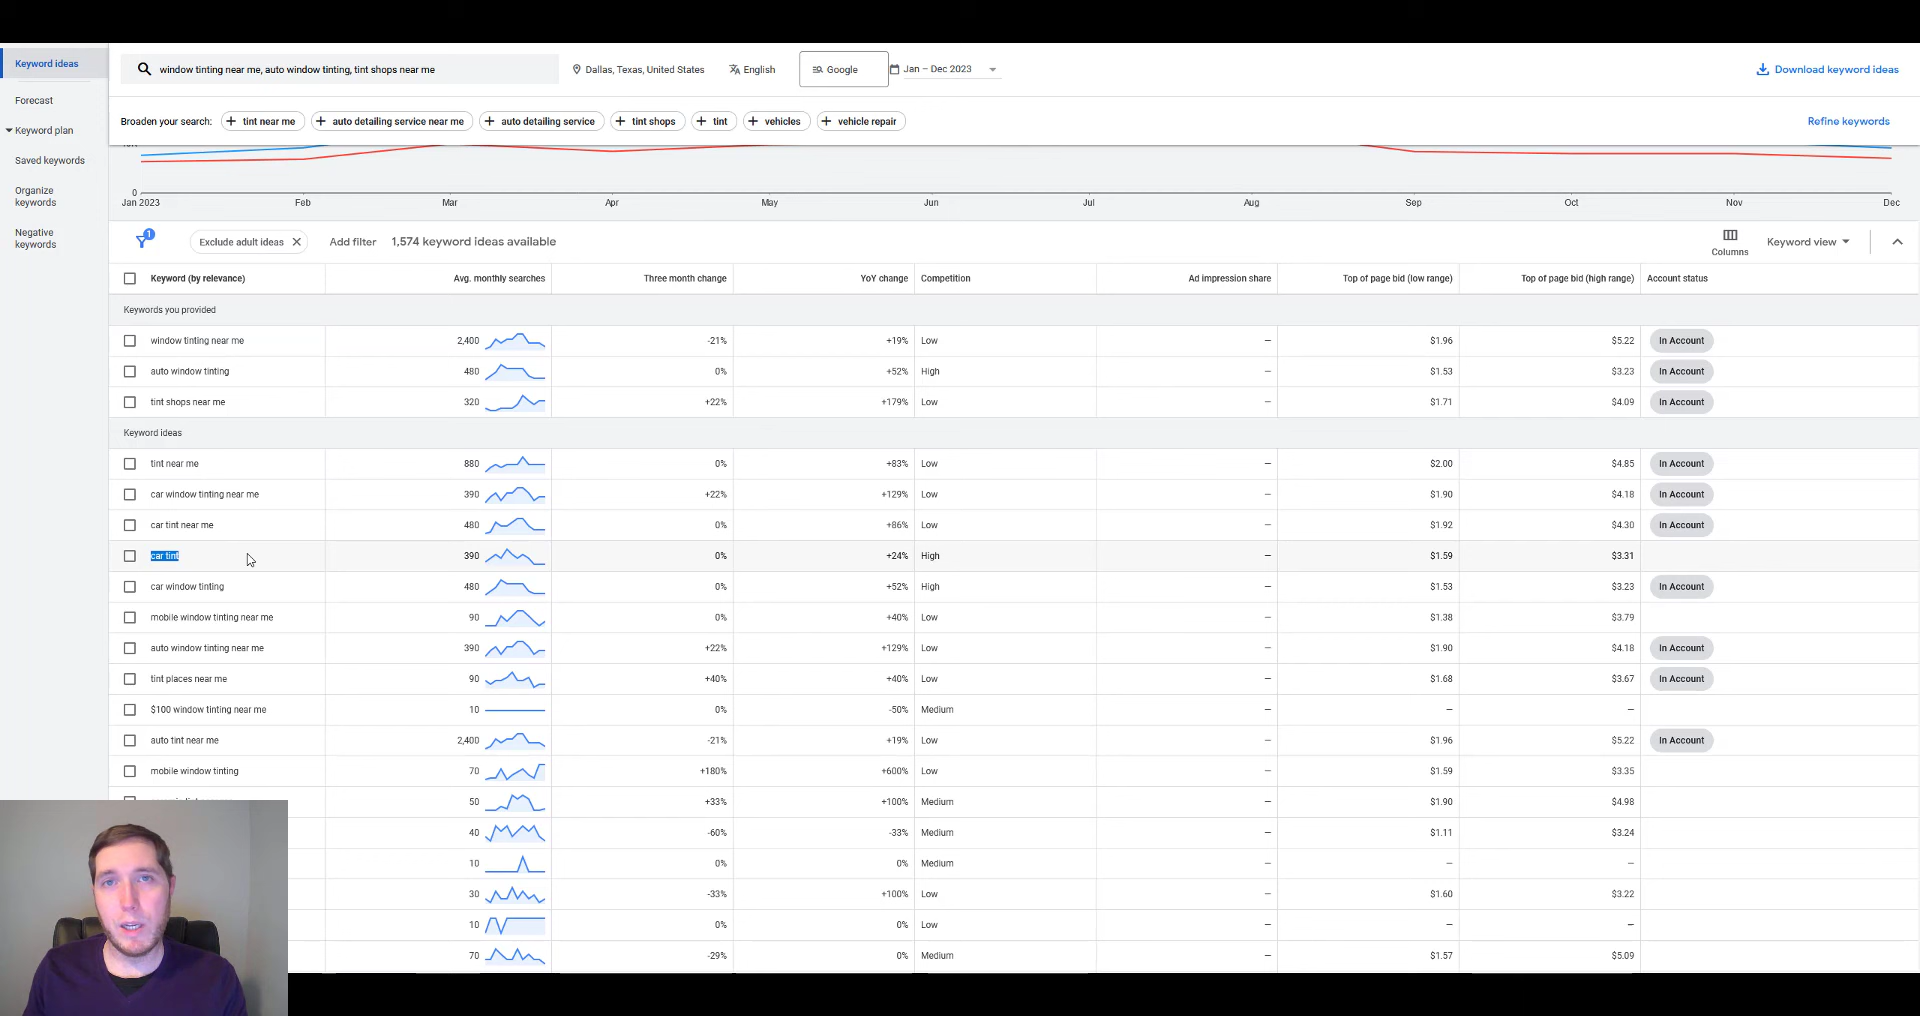 Keyword ideas
Forecast
Keyword plan
Saved keywords
Organize
keywords
Negative
keywords
window tinting near me, auto window tinting, tint shops near me
Dallas, Texas, United States
English
Google
Jan – Dec 2023
Download keyword ideas
Broaden your search:
tint near me
auto detailing service near me
auto detailing service
tint shops
tint
vehicles
vehicle repair
Refine keywords
0
Jan 2023 Feb Mar Apr May Jun Jul Aug Sep Oct Nov Dec
1
Exclude adult ideas
Add filter
1,574 keyword ideas available
Columns
Keyword view
Keyword (by relevance) Avg. monthly searches Three month change YoY change Competition Ad impression share Top of page bid (low range) Top of page bid (high range) Account status
Keywords you provided
window tinting near me 2,400 -21% +19% Low – $1.96 $5.22 In Account
auto window tinting 480 0% +52% High – $1.53 $3.23 In Account
tint shops near me 320 +22% +179% Low – $1.71 $4.09 In Account
Keyword ideas
tint near me 880 0% +83% Low – $2.00 $4.85 In Account
car window tinting near me 390 +22% +129% Low – $1.90 $4.18 In Account
car tint near me 480 0% +86% Low – $1.92 $4.30 In Account
car tint 390 0% +24% High – $1.59 $3.31
car window tinting 480 0% +52% High – $1.53 $3.23 In Account
mobile window tinting near me 90 0% +40% Low – $1.38 $3.79
auto window tinting near me 390 +22% +129% Low – $1.90 $4.18 In Account
tint places near me 90 +40% +40% Low – $1.68 $3.67 In Account
$100 window tinting near me 10 0% -50% Medium – – –
auto tint near me 2,400 -21% +19% Low – $1.96 $5.22 In Account
mobile window tinting 70 +180% +600% Low – $1.59 $3.35
50 +33% +100% Medium – $1.90 $4.98
40 -60% -33% Medium – $1.11 $3.24
10 0% 0% Medium – – –
30 -33% +100% Low – $1.60 $3.22
10 0% 0% Low – – –
70 -29% 0% Medium – $1.57 $5.09